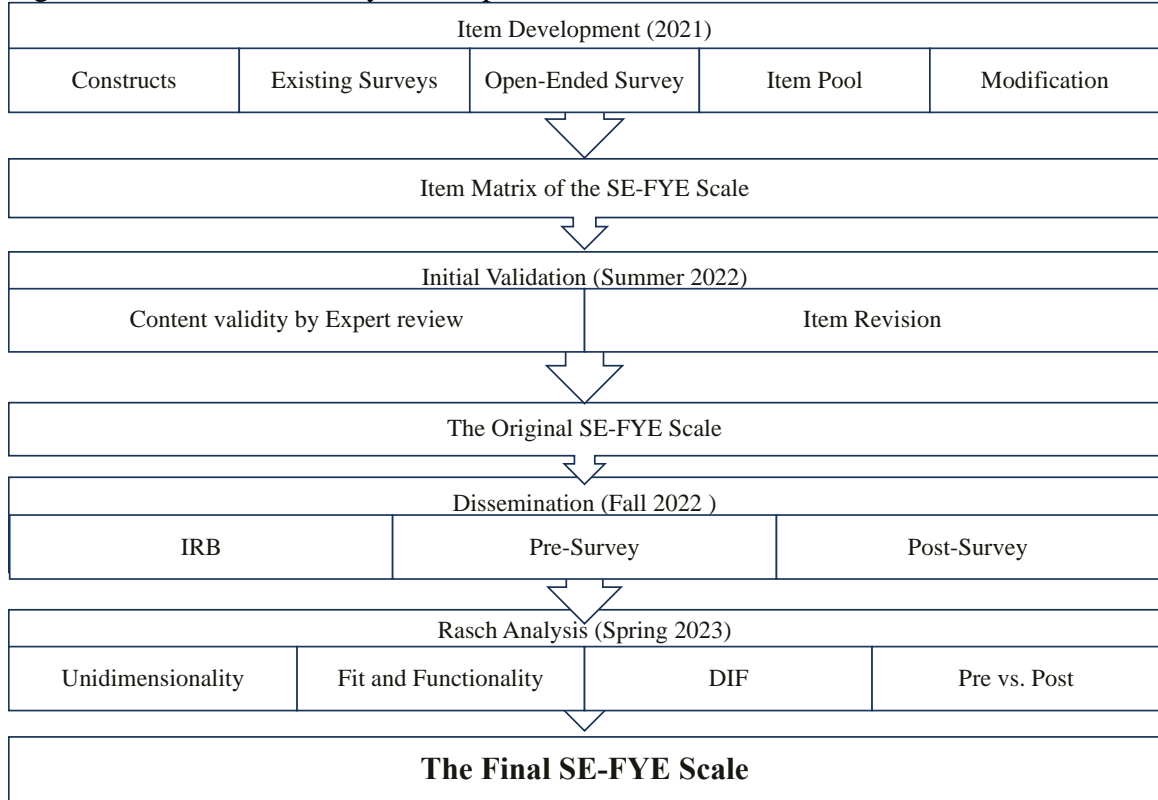 Item Development (2021)
Constructs
Existing Surveys
Open-Ended Survey
Item Pool
Modification
Item Matrix of the SE-FYE Scale
Initial Validation (Summer 2022)
Content validity by Expert review
Item Revision
The Original SE-FYE Scale
Dissemination (Fall 2022 )
IRB
Pre-Survey
Post-Survey
Rasch Analysis (Spring 2023)
Unidimensionality
Fit and Functionality
DIF
Pre vs. Post
The Final SE-FYE Scale